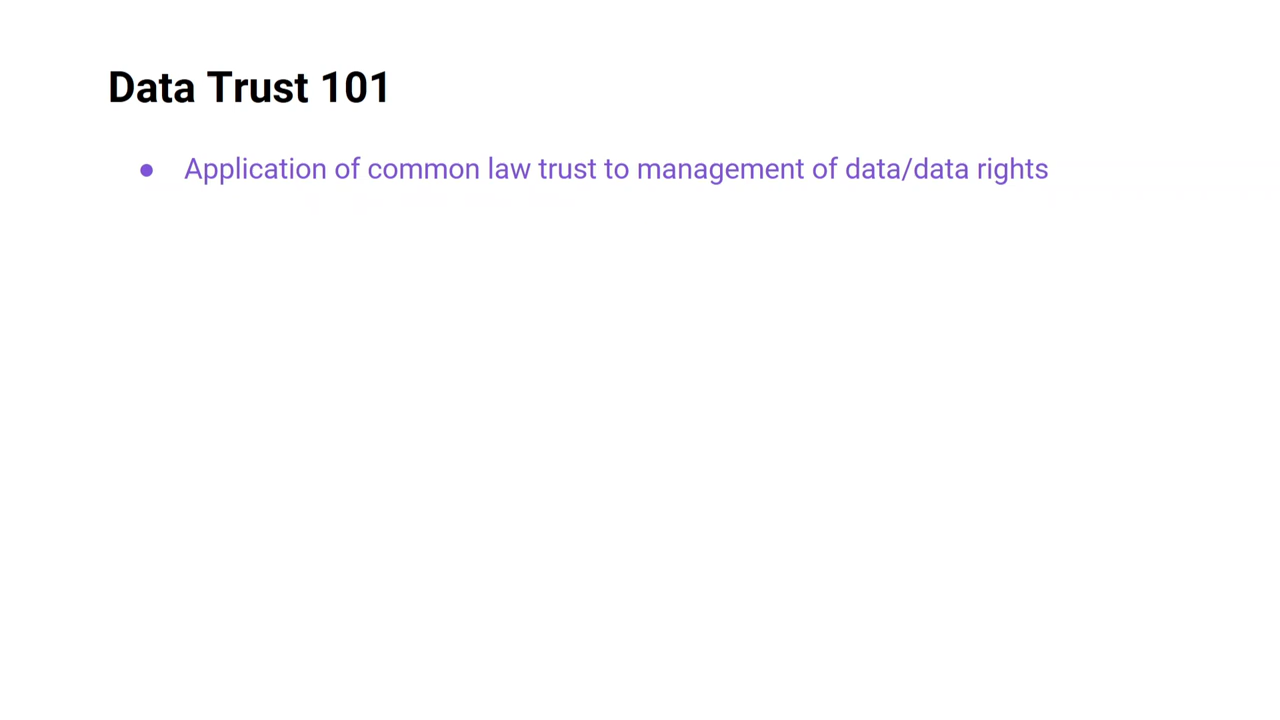 Data Trust 101
● Application of common law trust to management of data/data rights